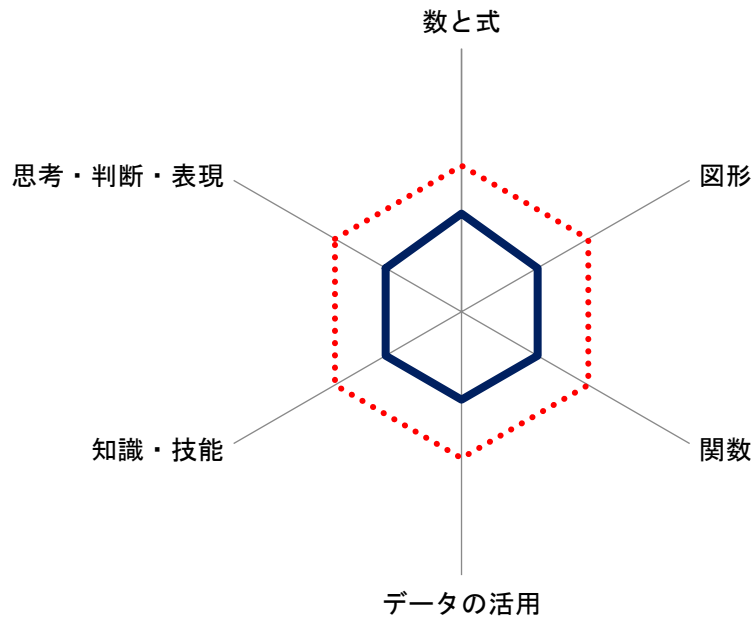 数と式
思考・判断・表現
図形
知識・技能
関数
データの活用